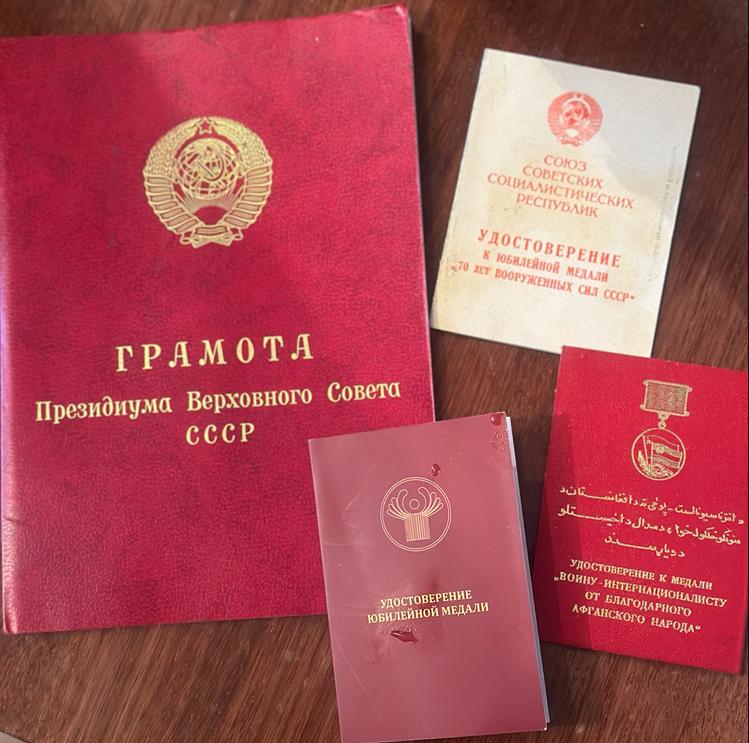 ГРАМОТА
Президиума Верховного Совета
СССР
СОЮЗ
СОВЕТСКИХ
СОЦИАЛИСТИЧЕСКИХ
РЕСПУБЛИК
УДОСТОВЕРЕНИЕ
К ЮБИЛЕЙНОЙ МЕДАЛИ
„70 ЛЕТ ВООРУЖЕННЫХ СИЛ СССР“
УДОСТОВЕРЕНИЕ
ЮБИЛЕЙНОЙ МЕДАЛИ
УДОСТОВЕРЕНИЕ К МЕДАЛИ
„ВОИНУ-ИНТЕРНАЦИОНАЛИСТУ
ОТ БЛАГОДАРНОГО
АФГАНСКОГО НАРОДА“